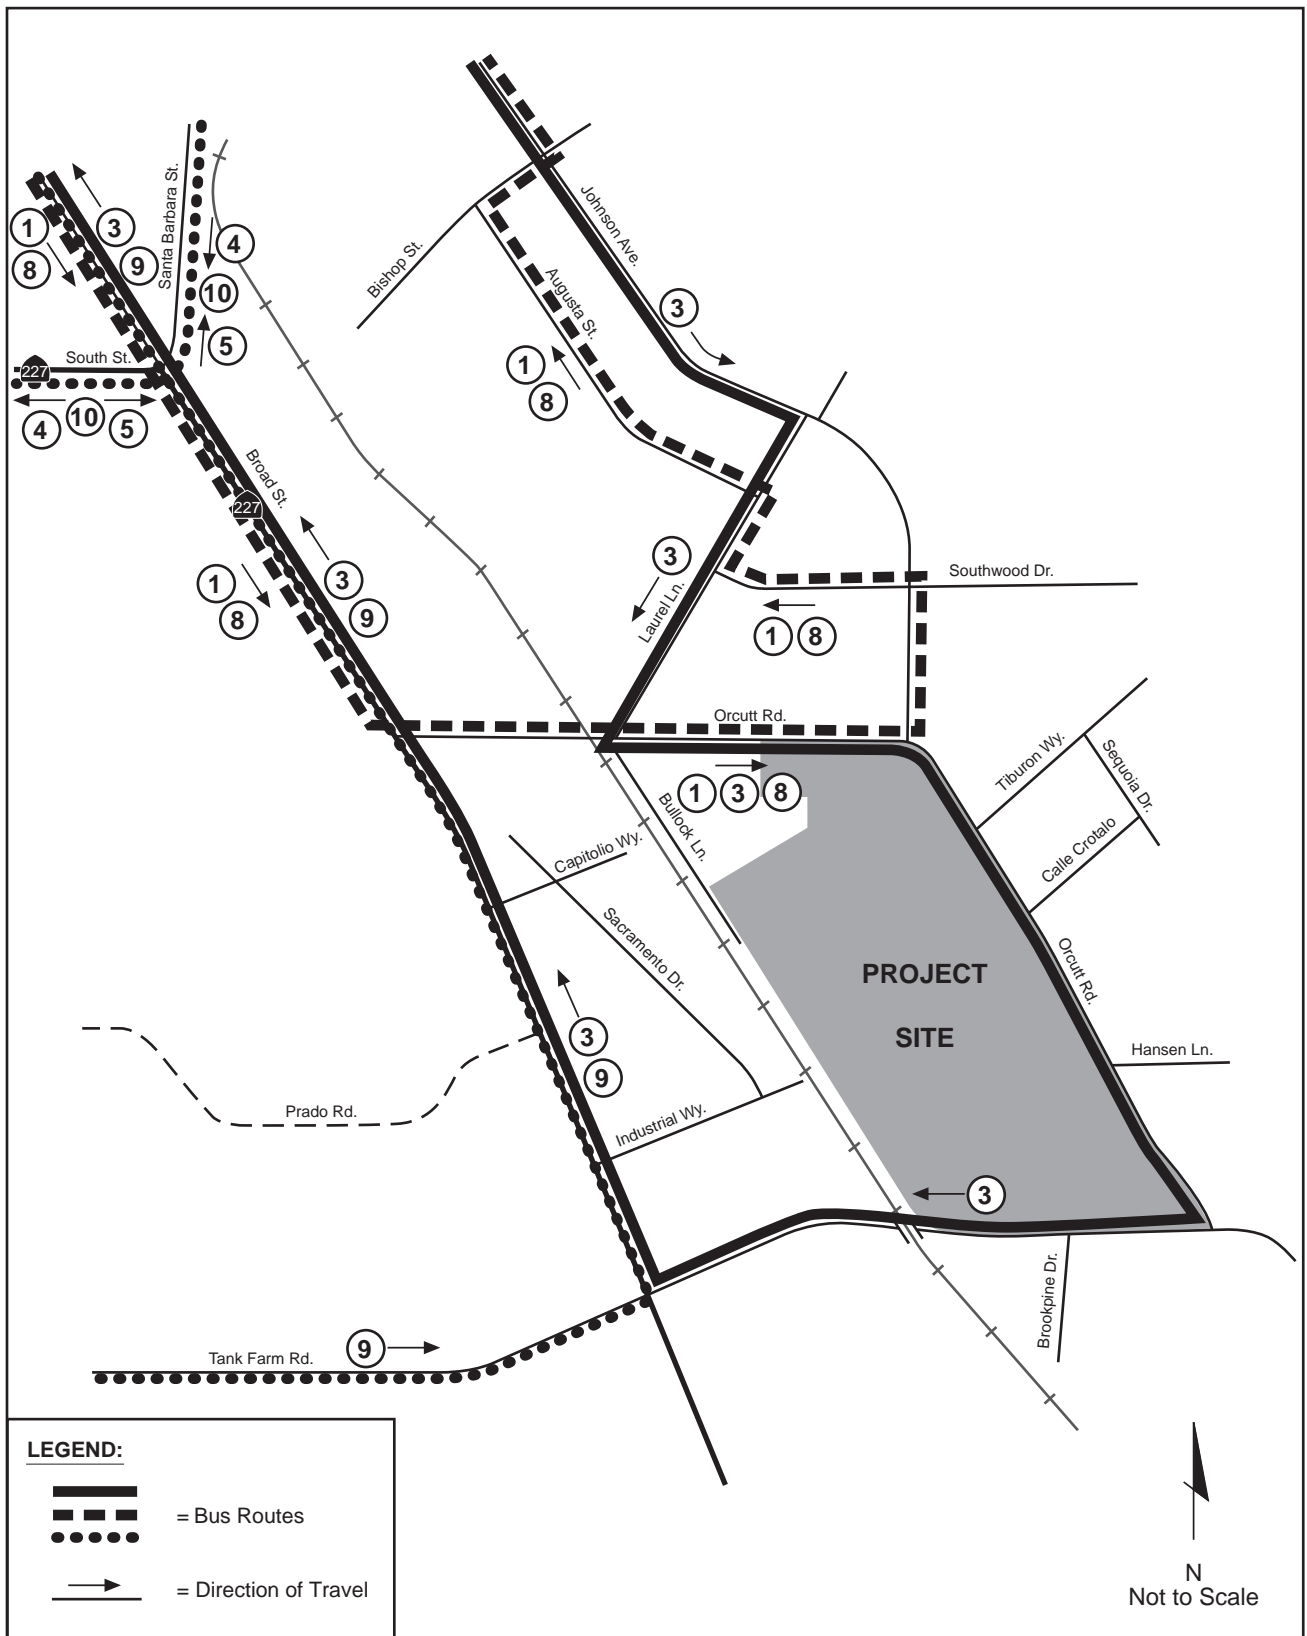 Johnson Ave.
Santa Barbara St.
1
3
8
9
4
10
5
Bishop St.
Augusta St.
3
South St.
227
4
10
5
1
8
Broad St.
227
3
Laurel Ln.
Southwood Dr.
1
8
3
9
1 8
Orcutt Rd.
1 3 8
Tiburon Wy.
Sequoia Dr.
Bullock Ln.
Calle Crotalo
Capitolio Wy.
Sacramento Dr.
PROJECT
SITE
Orcutt Rd.
3
9
Hansen Ln.
Prado Rd.
Industrial Wy.
3
Brookpine Dr.
9
Tank Farm Rd.
LEGEND:
= Bus Routes
= Direction of Travel
N
Not to Scale